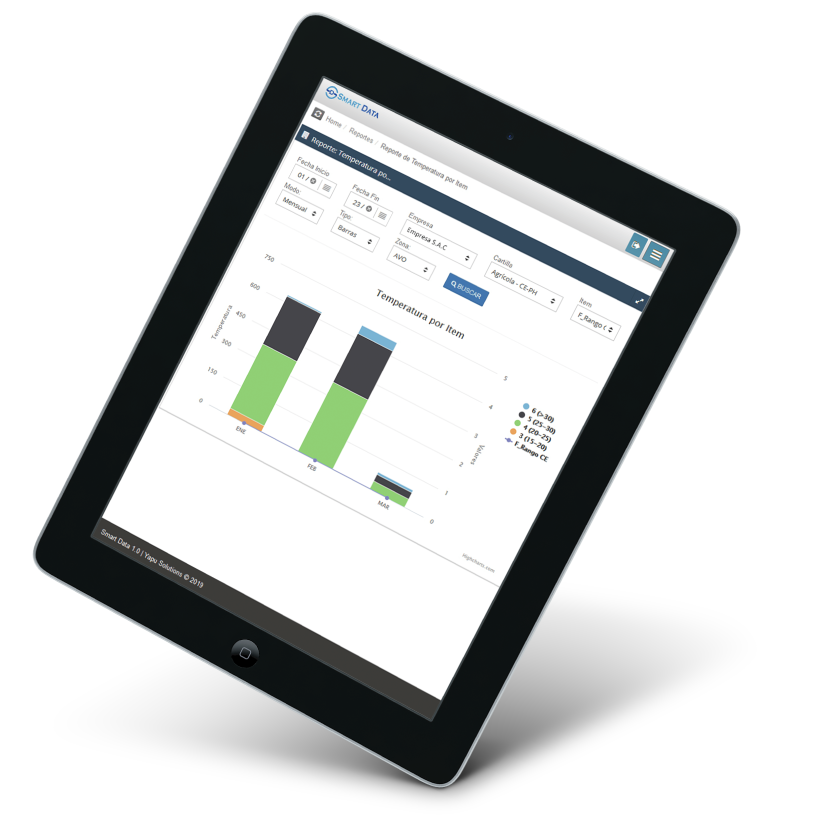 SMART DATA
Home / Reportes / Reporte de Temperatura por Item
Reporte: Temperatura po...
Fecha Inicio
Fecha Fin
Empresa
Cartilla
Item
01 /
23 /
Empresa S.A.C
Agrícola - CE-PH
F_Rango (
Modo:
Tipo:
Zona:
Mensual
Barras
AVO
BUSCAR
Temperatura por Item
Temperatura
750
600
450
300
150
0
ENE
FEB
MAR
5
4
3
2
1
0
Valores
6 (>30)
5 (25-30)
4 (20-25)
3 (15-20)
F_Rango CE
Highcharts.com
Smart Data 1.0 | Yapu Solutions © 2019